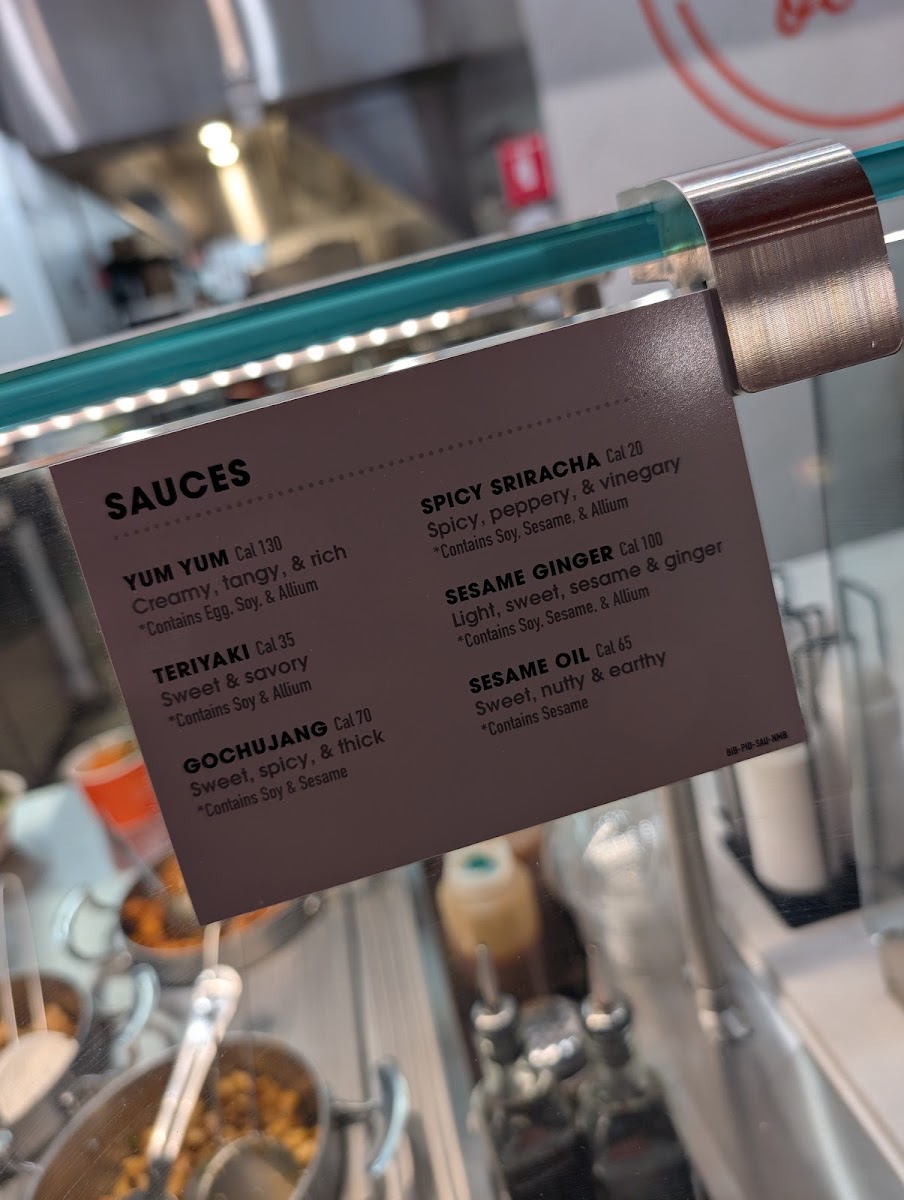 SAUCES
YUM YUM Cal 130
Creamy, tangy, & rich
*Contains Egg, Soy, & Allium
TERIYAKI Cal 35
Sweet & savory
*Contains Soy & Allium
GOCHUJANG Cal 70
Sweet, spicy, & thick
*Contains Soy & Sesame
SPICY SRIRACHA Cal 20
Spicy, peppery, & vinegary
*Contains Soy, Sesame, & Allium
SESAME GINGER Cal 100
Light, sweet, sesame & ginger
*Contains Soy, Sesame, & Allium
SESAME OIL Cal 65
Sweet, nutty & earthy
*Contains Sesame